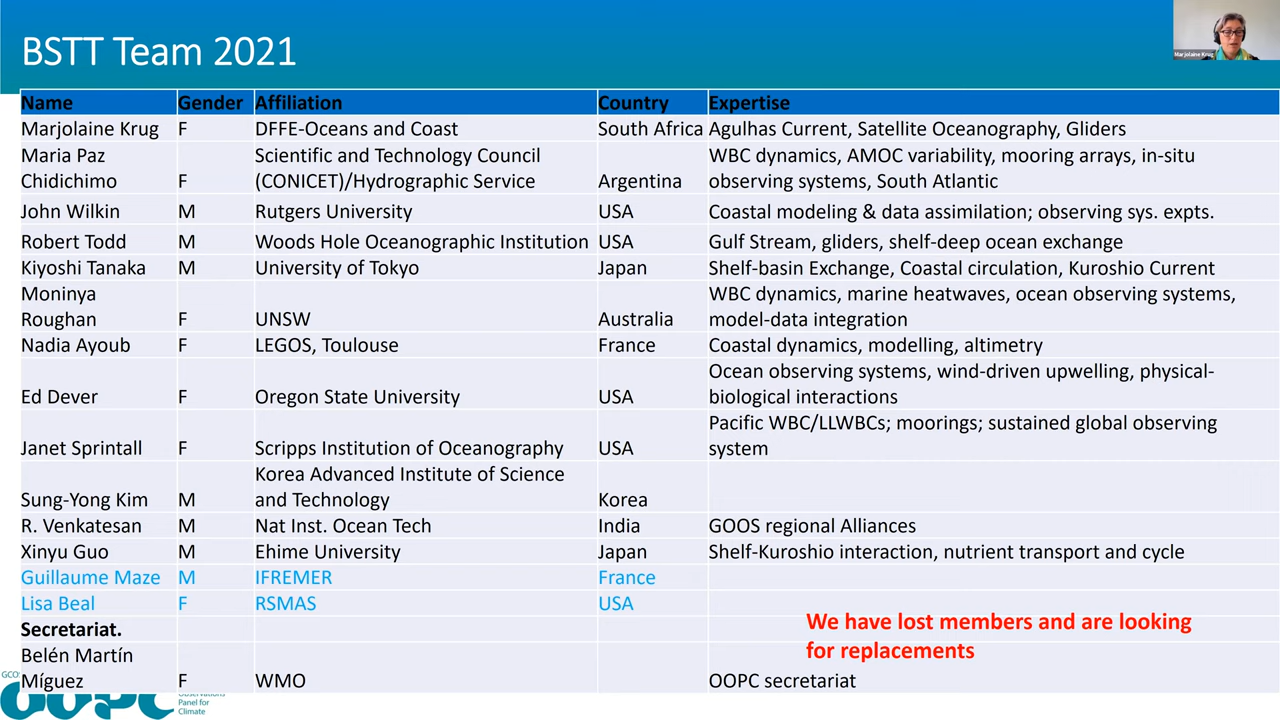 BSTT Team 2021
Marjolaine Krug
Name Gender Affiliation Country Expertise
Marjolaine Krug F DFFE-Oceans and Coast South Africa Agulhas Current, Satellite Oceanography, Gliders
Maria Paz Scientific and Technology Council WBC dynamics, AMOC variability, mooring arrays, in-situ
Chidichimo F (CONICET)/Hydrographic Service Argentina observing systems, South Atlantic
John Wilkin M Rutgers University USA Coastal modeling & data assimilation; observing sys. expts.
Robert Todd M Woods Hole Oceanographic Institution USA Gulf Stream, gliders, shelf-deep ocean exchange
Kiyoshi Tanaka M University of Tokyo Japan Shelf-basin Exchange, Coastal circulation, Kuroshio Current
Moninya WBC dynamics, marine heatwaves, ocean observing systems,
Roughan F UNSW Australia model-data integration
Nadia Ayoub F LEGOS, Toulouse France Coastal dynamics, modelling, altimetry
Ocean observing systems, wind-driven upwelling, physical-
Ed Dever F Oregon State University USA biological interactions
Pacific WBC/LLWBCs; moorings; sustained global observing
Janet Sprintall F Scripps Institution of Oceanography USA system
Korea Advanced Institute of Science
Sung-Yong Kim M and Technology Korea
R. Venkatesan M Nat Inst. Ocean Tech India GOOS regional Alliances
Xinyu Guo M Ehime University Japan Shelf-Kuroshio interaction, nutrient transport and cycle
Guillaume Maze M IFREMER France
Lisa Beal F RSMAS USA
We have lost members and are looking
for replacements
Secretariat.
Belén Martín
Míguez F WMO OOPC secretariat
OOPC
Panel for
Climate